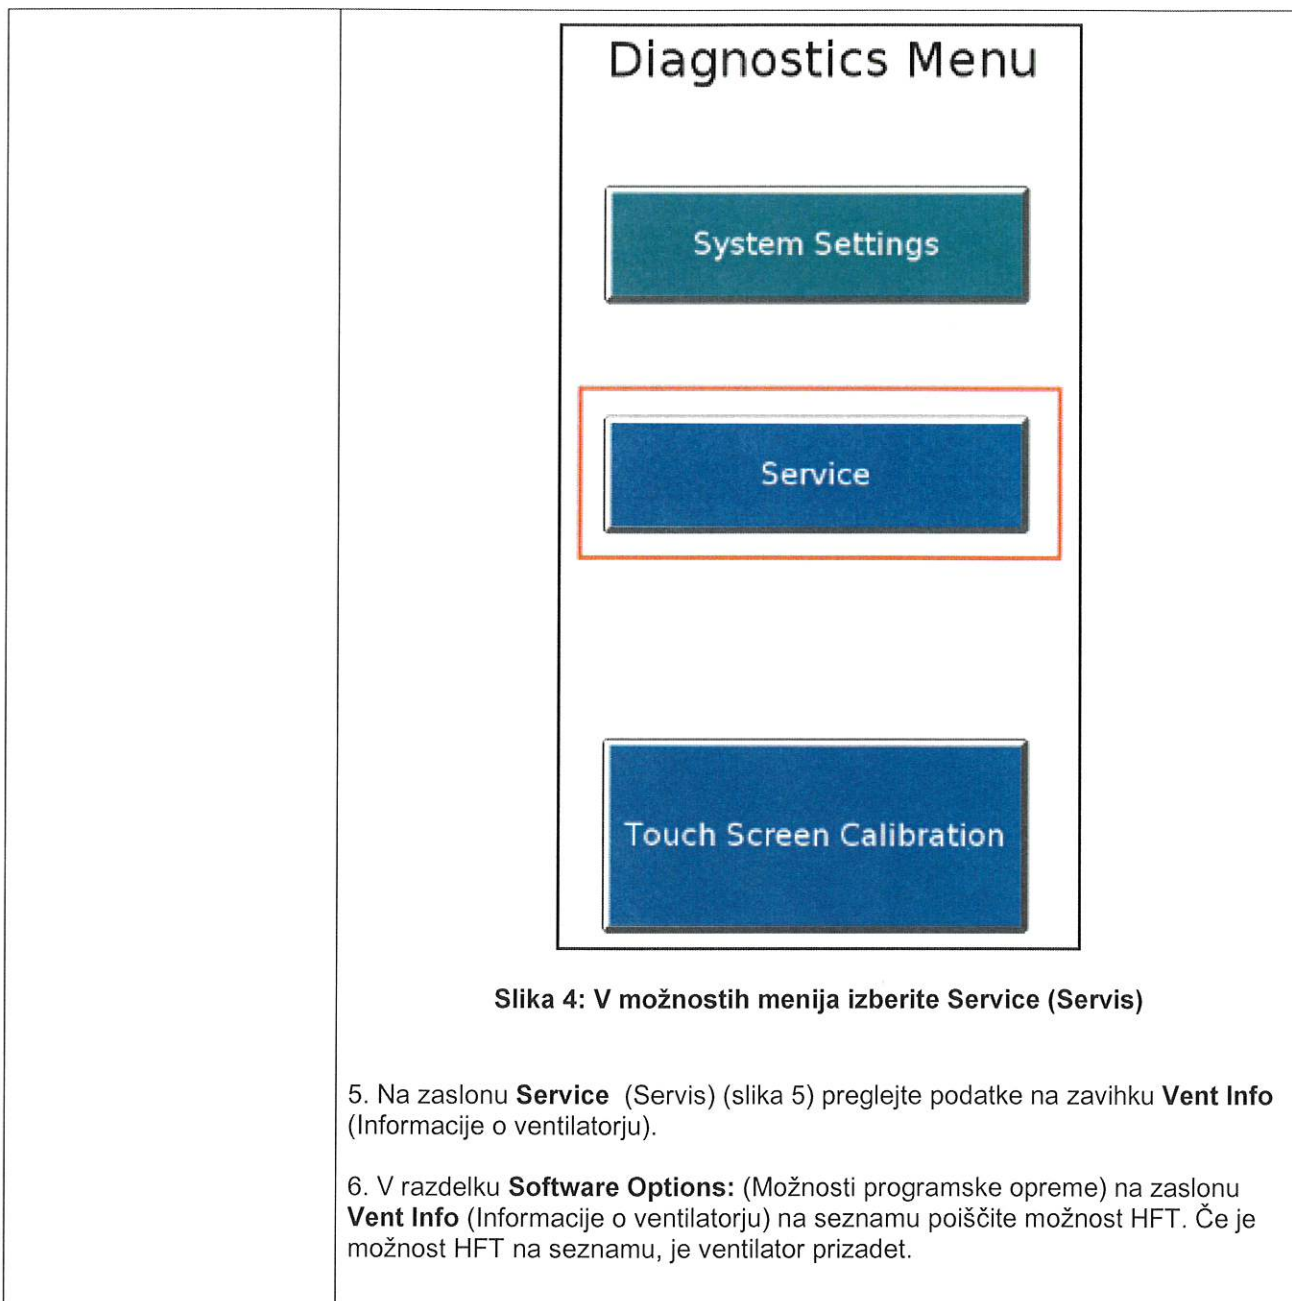 Diagnostics Menu
System Settings
Service
Touch Screen Calibration
Slika 4: V možnostih menija izberite Service (Servis)
5. Na zaslonu Service (Servis) (slika 5) preglejte podatke na zavihku Vent Info
(Informacije o ventilatorju).
6. V razdelku Software Options: (Možnosti programske opreme) na zaslonu
Vent Info (Informacije o ventilatorju) na seznamu poiščite možnost HFT. Če je
možnost HFT na seznamu, je ventilator prizadet.